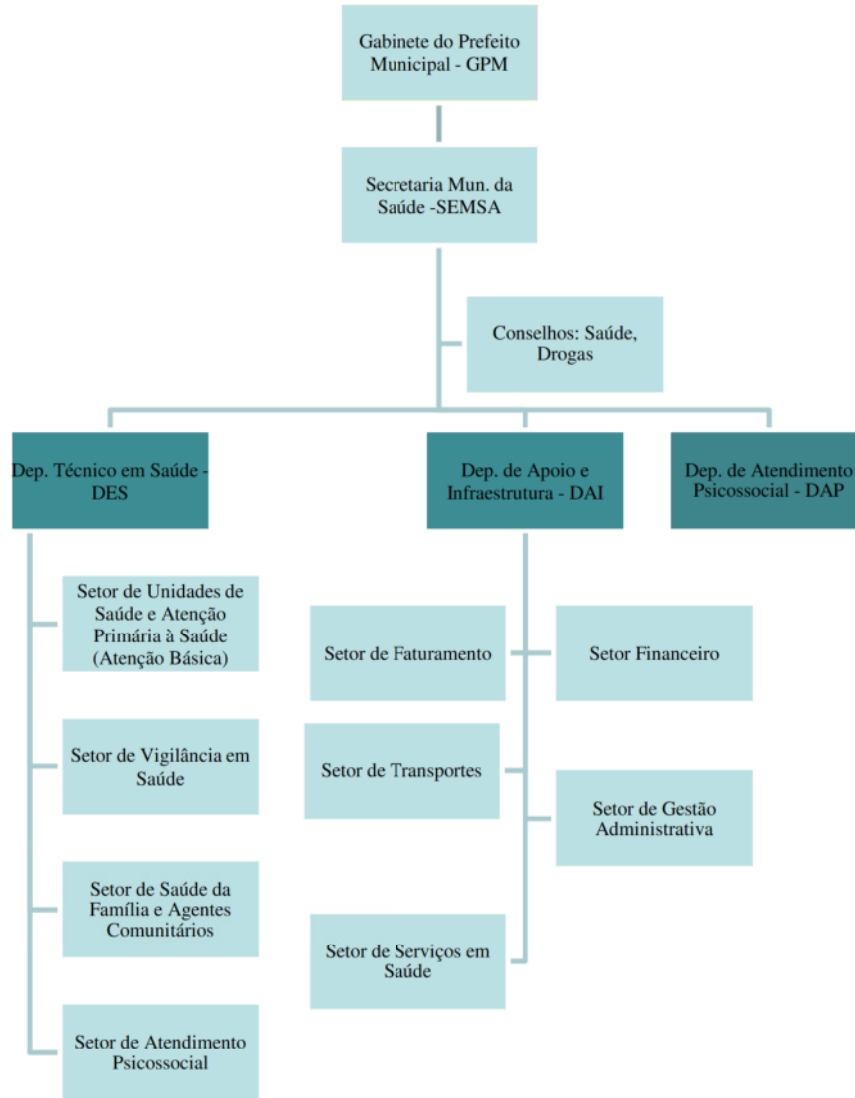 Gabinete do Prefeito
Municipal - GPM
Secretaria Mun. da
Saúde -SEMSA
Conselhos: Saúde,
Drogas
Dep. Técnico em Saúde -
DES
Dep. de Apoio e
Infraestrutura - DAI
Dep. de Atendimento
Psicossocial - DAP
Setor de Unidades de
Saúde e Atenção
Primária à Saúde
(Atenção Básica)
Setor de Vigilância em
Saúde
Setor de Saúde da
Família e Agentes
Comunitários
Setor de Atendimento
Psicossocial
Setor de Faturamento
Setor Financeiro
Setor de Transportes
Setor de Gestão
Administrativa
Setor de Serviços em
Saúde